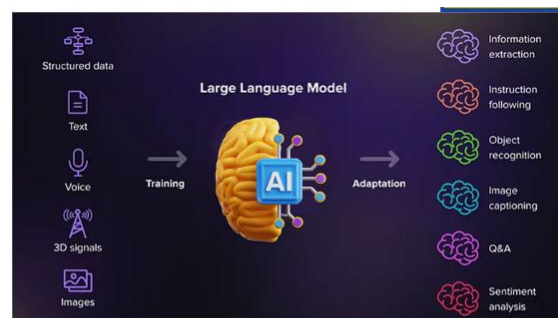 Structured data
Text
Voice
3D signals
Images
Training
Large Language Model
AI
Adaptation
Information
extraction
Instruction
following
Object
recognition
Image
captioning
Q&A
Sentiment
analysis